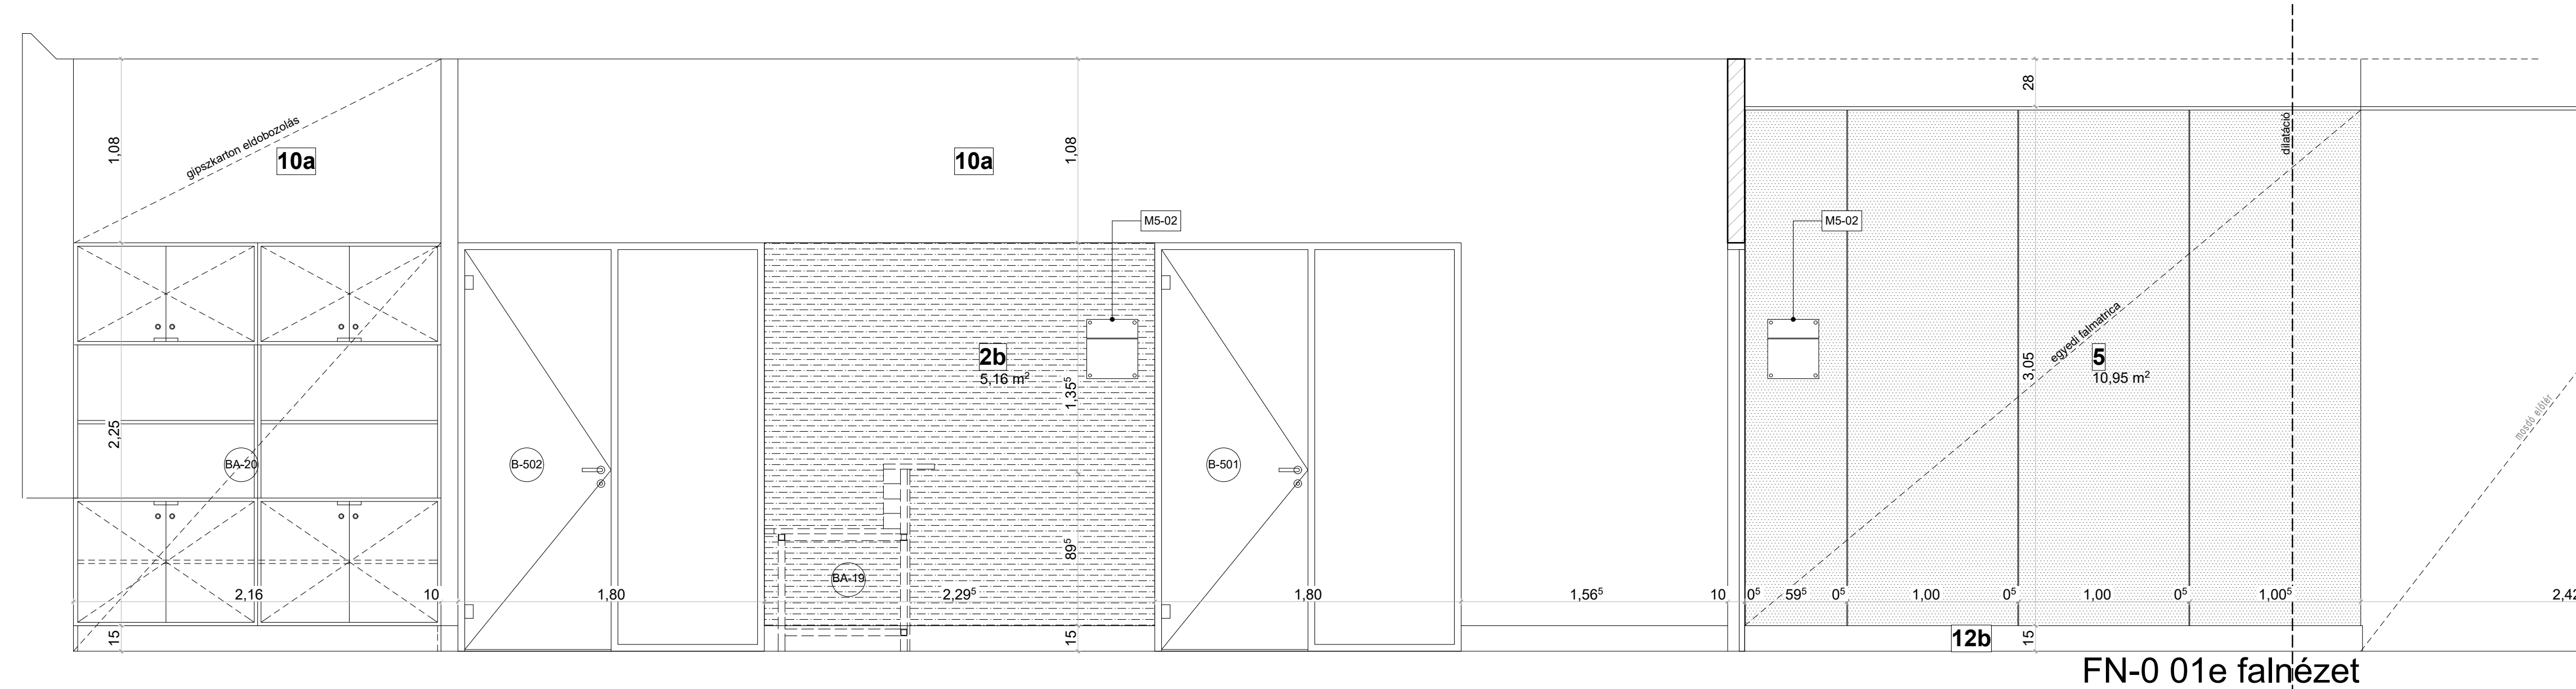 28
dilatáció
gipszkarton eldobozolás
1,08
10a
1,08
10a
M5-02
M5-02
egyedi falmatrica
2b
5,16 m²
1,35⁵
3,05
5
10,95 m²
mosdó előtér
2,25
BA-20
B-502
B-501
89⁵
BA-19
2,16
10
1,80
2,29⁵
1,80
1,56⁵
10
0⁵
59⁵
0⁵
1,00
0⁵
1,00
0⁵
1,00⁵
2,42
15
15
12b
15
FN-0 01e falnézet